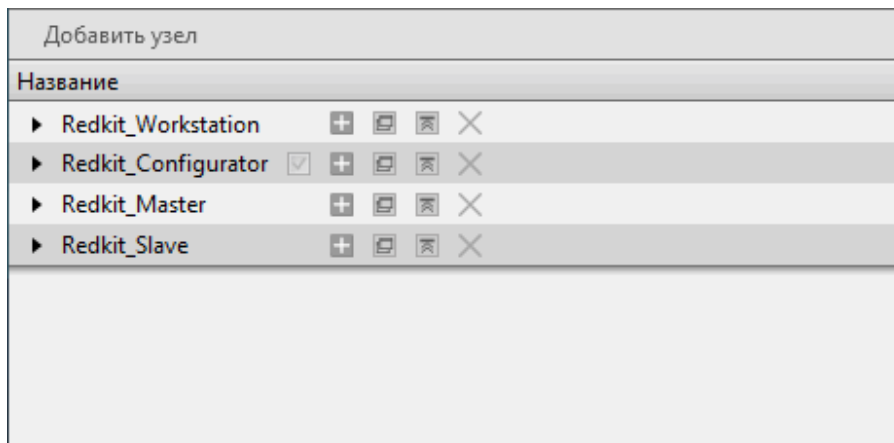 Добавить узел
Название
Redkit_Workstation
Redkit_Configurator
Redkit_Master
Redkit_Slave